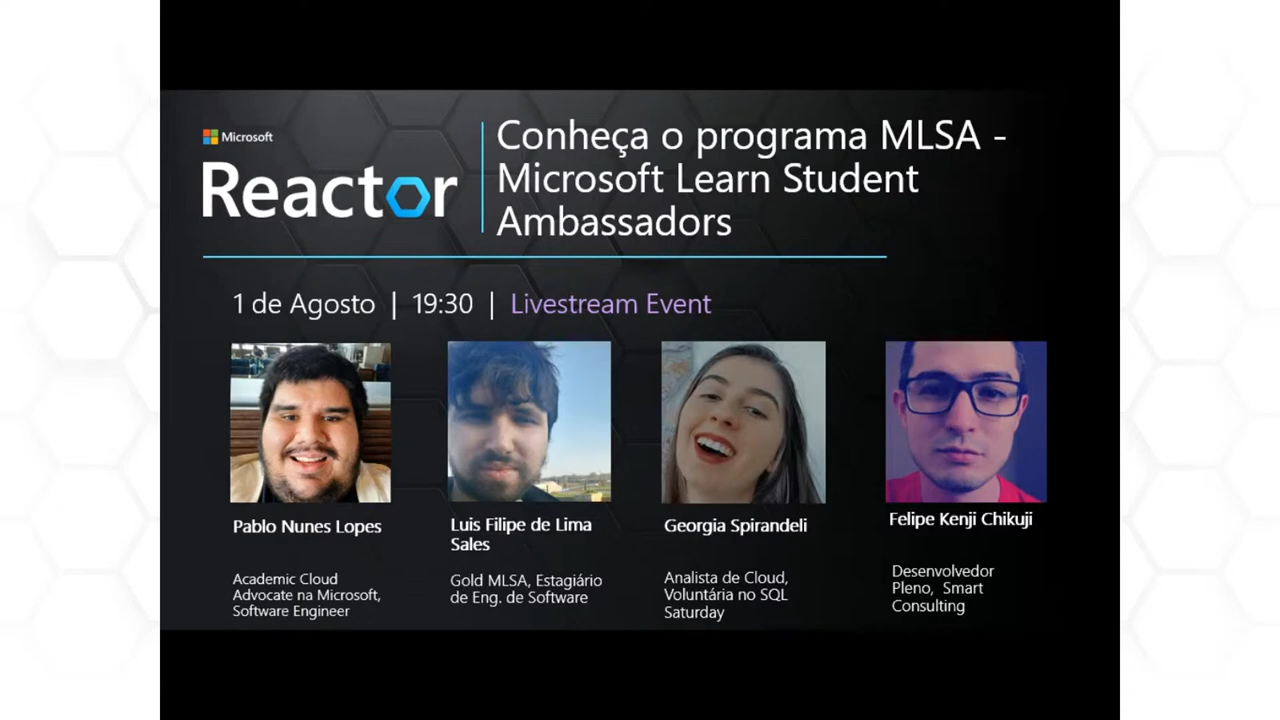 Microsoft
Reactor
Conheça o programa MLSA -
Microsoft Learn Student
Ambassadors
1 de Agosto | 19:30 | Livestream Event
Pablo Nunes Lopes
Academic Cloud
Advocate na Microsoft,
Software Engineer
Luis Filipe de Lima
Sales
Gold MLSA, Estagiário
de Eng. de Software
Georgia Spirandeli
Analista de Cloud,
Voluntária no SQL
Saturday
Felipe Kenji Chikuji
Desenvolvedor
Pleno, Smart
Consulting